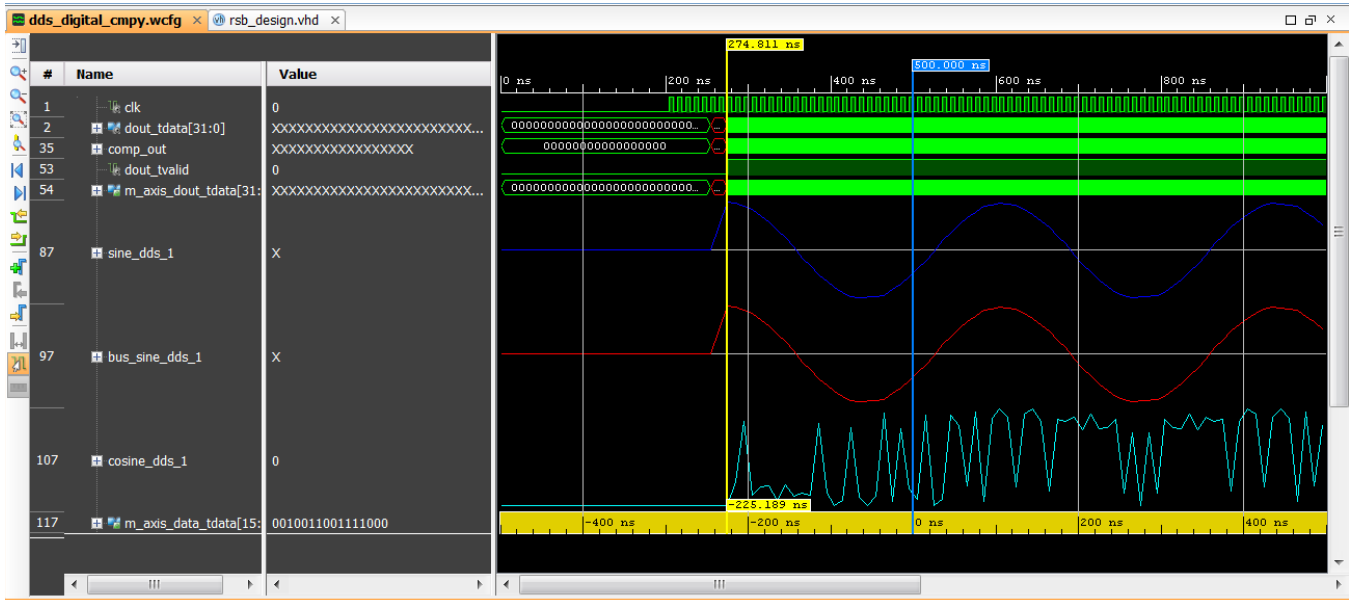 dds_digital_cmpy.wcfg × rsb_design.vhd ×
274.811 ns
500.000 ns
# Name Value
0 ns 200 ns 400 ns 600 ns 800 ns
1 clk 0
2 dout_tdata[31:0] XXXXXXXXXXXXXXXXXXXXXXXX... 000000000000000000000000000... ...
35 comp_out XXXXXXXXXXXXXXXXX 00000000000000000 ...
53 dout_tvalid 0
54 m_axis_dout_tdata[31: XXXXXXXXXXXXXXXXXXXXXXXX... 000000000000000000000000000... ...
87 sine_dds_1 X
97 bus_sine_dds_1 X
107 cosine_dds_1 0
-225.189 ns
117 m_axis_data_tdata[15: 0010011001111000
-400 ns -200 ns 0 ns 200 ns 400 ns